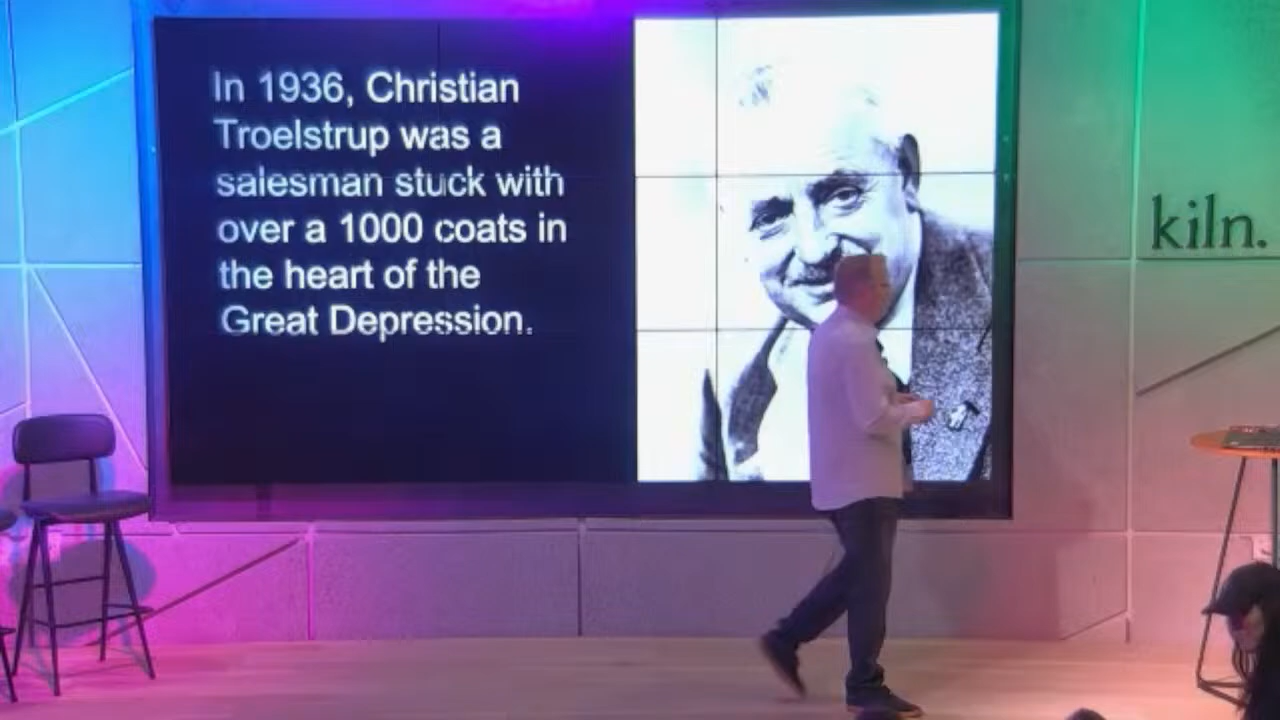 In 1936, Christian
Troelstrup was a
salesman stuck with
over a 1000 coats in
the heart of the
Great Depression.
kiln.